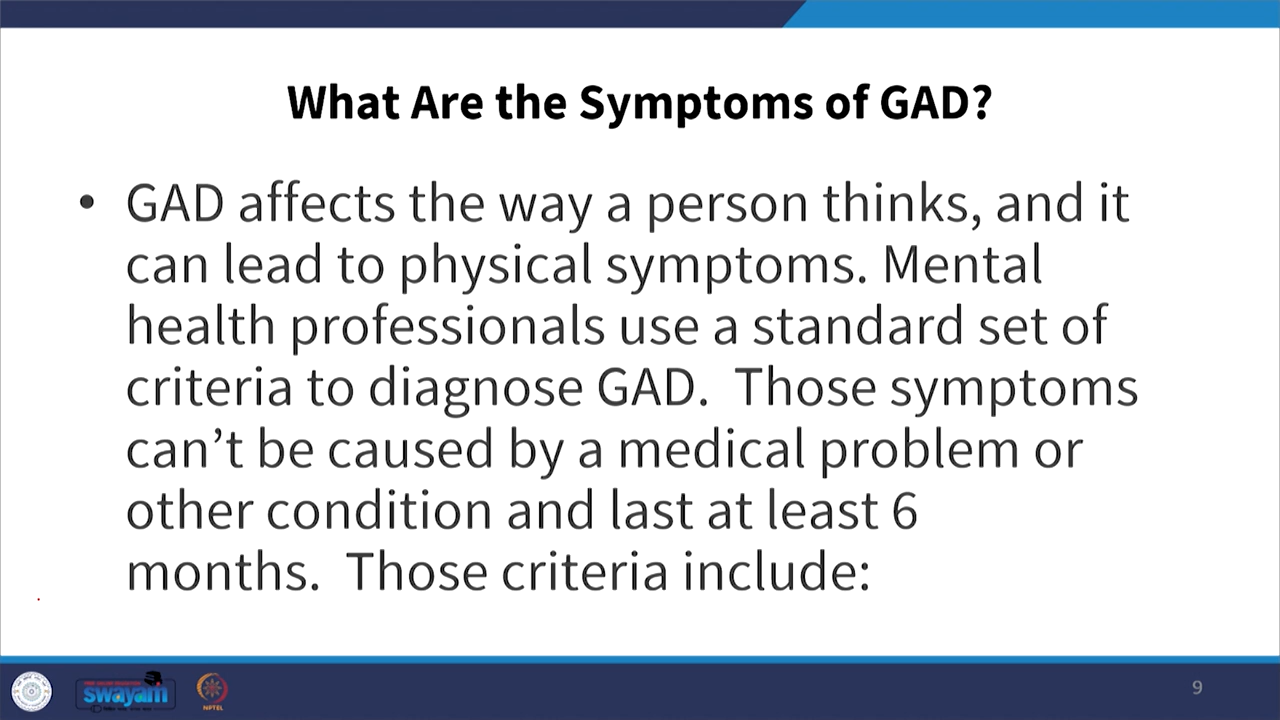 What Are the Symptoms of GAD?
• GAD affects the way a person thinks, and it
can lead to physical symptoms. Mental
health professionals use a standard set of
criteria to diagnose GAD.  Those symptoms
can’t be caused by a medical problem or
other condition and last at least 6
months.  Those criteria include:
swayam
NPTEL
9